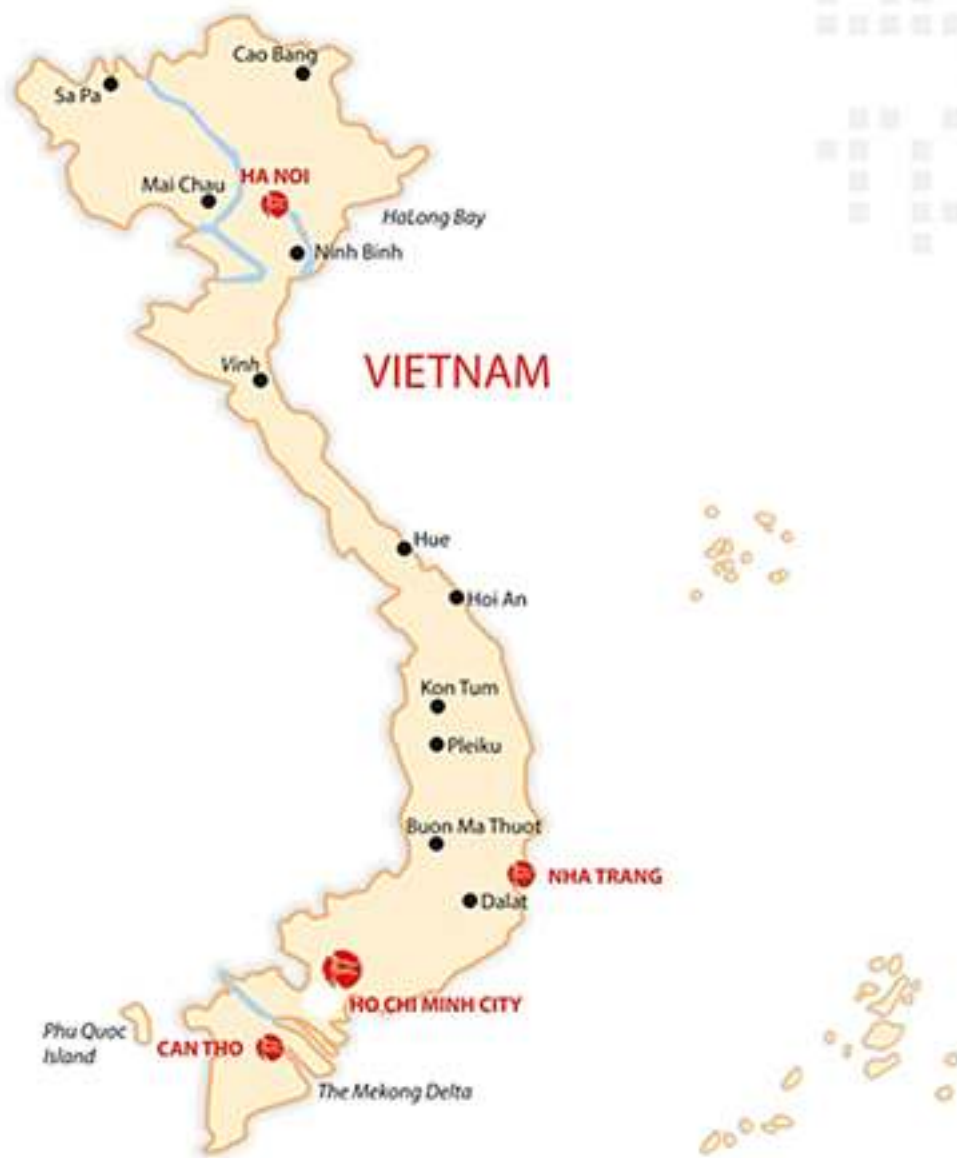 Cao Bang
Sa Pa
HA NOI
Mai Chau
HaLong Bay
Ninh Binh
VIETNAM
Vinh
Hue
Hoi An
Kon Tum
Pleiku
Buon Ma Thuot
NHA TRANG
Dalat
HO CHI MINH CITY
Phu Quoc
Island
CAN THO
The Mekong Delta